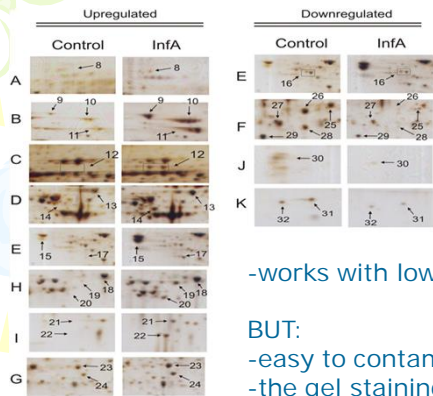 Upregulated
Control InfA
A 8 8
B 9 10 11
C 12 12
D 14 13 14 13
E 15 17 15 17
H 18 19 20 18 19 20
I 21 22 21 22
G 23 24 23 24
Downregulated
Control InfA
E 16 16
F 27 26 25 29 28 27 26 25 29 28
J 30 30
K 32 31 32 31
-works with low
BUT:
-easy to contan
-the gel staining